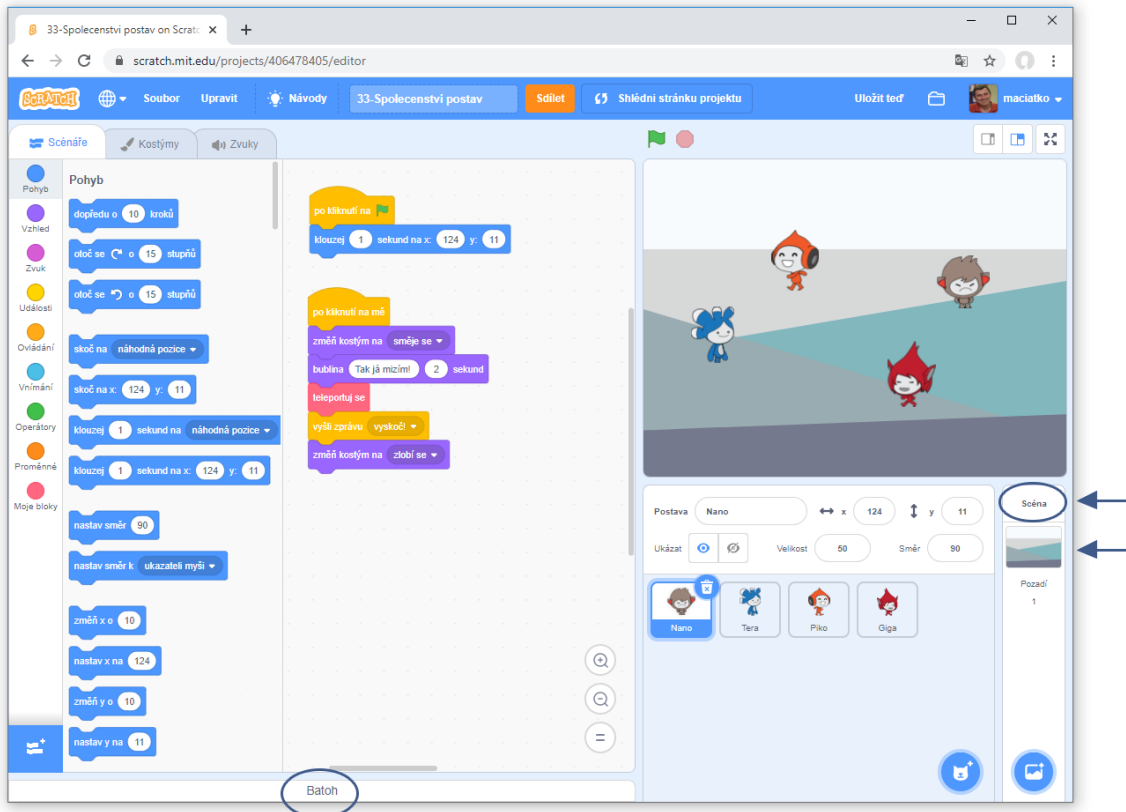 33-Spolecenstvi postav on Scratc
scratch.mit.edu/projects/406478405/editor
SCRATCH Soubor Upravit Návody 33-Spolecenstvi postav Sdílet Shlédni stránku projektu Uložit teď maciatko
Scénáře Kostýmy Zvuky
Pohyb
Vzhled
Zvuk
Události
Ovládání
Vnímání
Operátory
Proměnné
Moje bloky
Pohyb
dopředu o 10 kroků
otoč se o 15 stupňů
otoč se o 15 stupňů
skoč na náhodná pozice
skoč na x: 124 y: 11
klouzej 1 sekund na náhodná pozice
klouzej 1 sekund na x: 124 y: 11
nastav směr 90
nastav směr k ukazateli myši
změň x o 10
nastav x na 124
změň y o 10
nastav y na 11
po kliknutí na
klouzej 1 sekund na x: 124 y: 11
po kliknutí na mě
změň kostým na směje se
bublina Tak já mizím! 2 sekund
teleportuj se
vyšli zprávu vyskoč!
změň kostým na zlobí se
Batoh
Postava Nano x 124 y 11
Ukázat Velikost 50 Směr 90
Nano Tera Piko Giga
Scéna
Pozadí
1